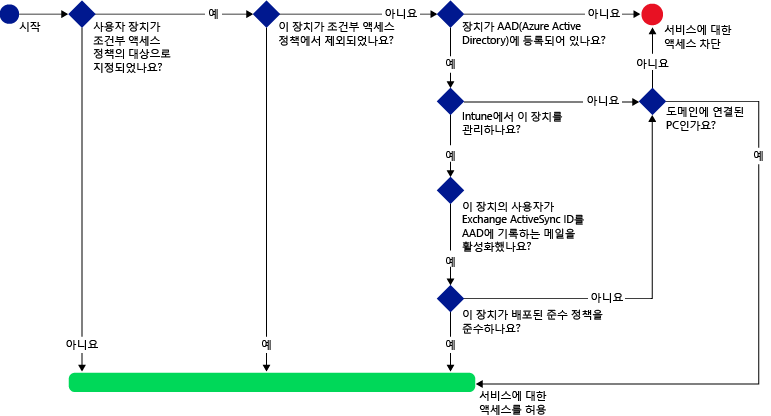 시작
사용자 장치가
조건부 액세스
정책의 대상으로
지정되었나요?
예
이 장치가 조건부 액세스
정책에서 제외되었나요?
아니요
장치가 AAD(Azure Active
Directory)에 등록되어 있나요?
아니요
서비스에 대한
액세스 차단
예
아니요
Intune에서 이 장치를
관리하나요?
아니요
도메인에 연결된
PC인가요?
예
예
이 장치의 사용자가
Exchange ActiveSync ID를
AAD에 기록하는 메일을
활성화했나요?
예
아니요
이 장치가 배포된 준수 정책을
준수하나요?
아니요
예
예
서비스에 대한
액세스를 허용